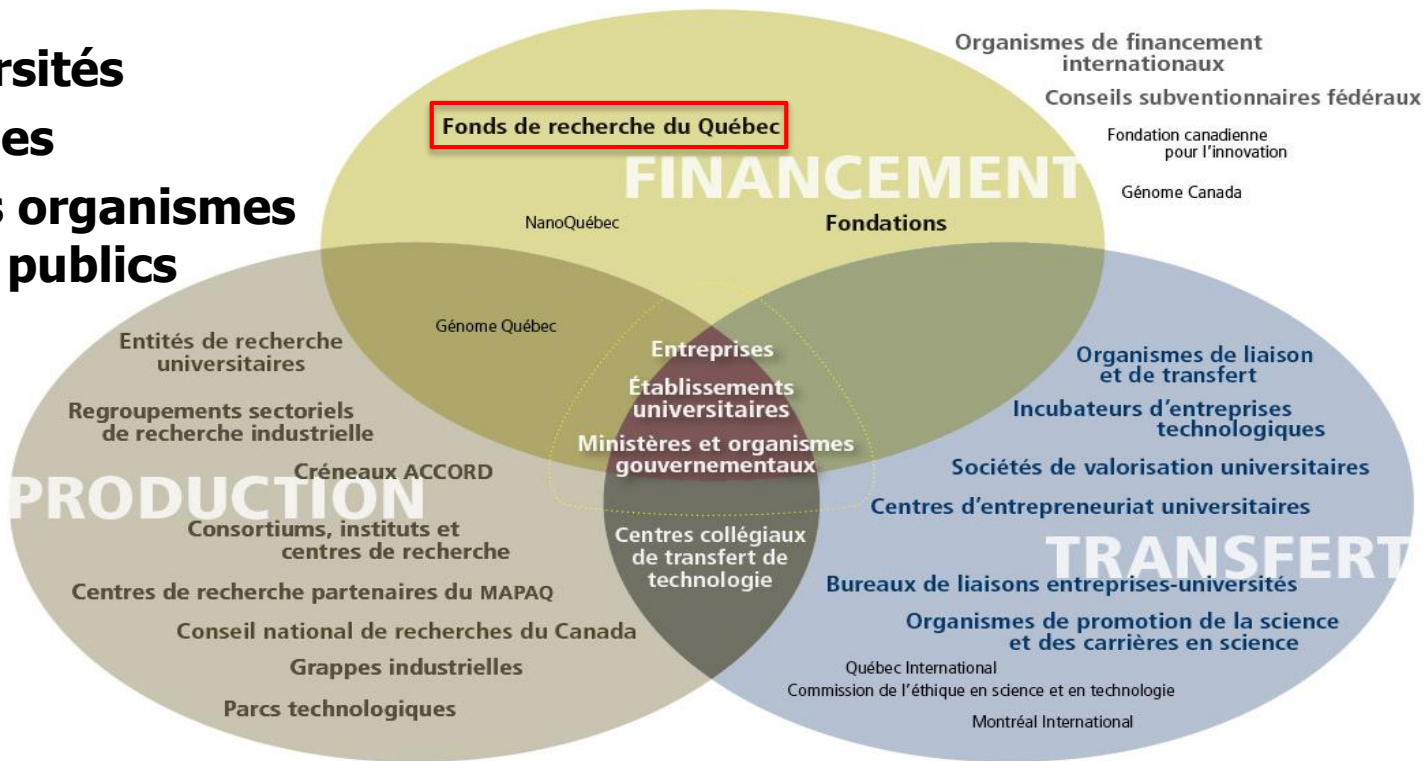 ersités
es
s organismes
publics
Organismes de financement
internationaux
Conseils subventionnaires fédéraux
Fondation canadienne
pour l'innovation
Génome Canada
Fonds de recherche du Québec
FINANCEMENT
NanoQuébec
Fondations
Génome Québec
Entreprises
Établissements
universitaires
Ministères et organismes
gouvernementaux
Centres collégiaux
de transfert de
technologie
Entités de recherche
universitaires
Regroupements sectoriels
de recherche industrielle
Créneaux ACCORD
PRODUCTION
Consortiums, instituts et
centres de recherche
Centres de recherche partenaires du MAPAQ
Conseil national de recherches du Canada
Grappes industrielles
Parcs technologiques
Organismes de liaison
et de transfert
Incubateurs d'entreprises
technologiques
Sociétés de valorisation universitaires
Centres d'entrepreneuriat universitaires
TRANSFERT
Bureaux de liaisons entreprises-universités
Organismes de promotion de la science
et des carrières en science
Québec International
Commission de l'éthique en science et en technologie
Montréal International